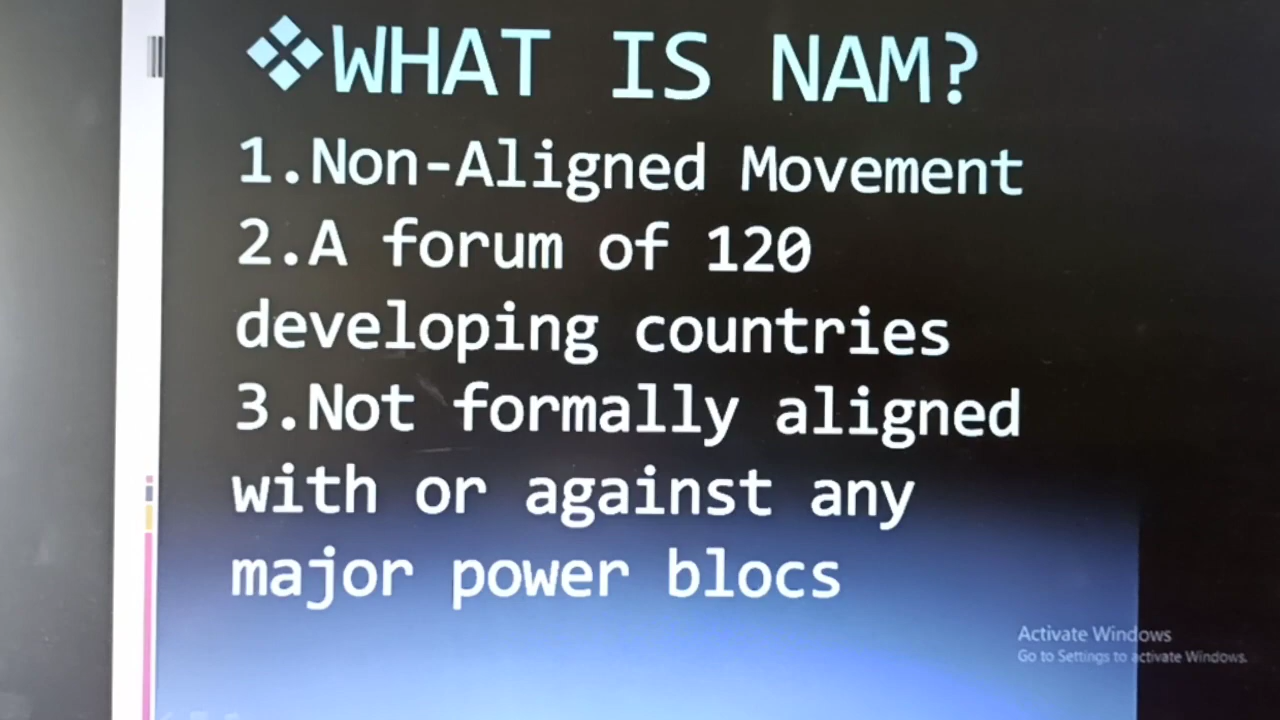 ❖WHAT IS NAM?
1.Non-Aligned Movement
2.A forum of 120
developing countries
3.Not formally aligned
with or against any
major power blocs
Activate Windows
Go to Settings to activate Windows.